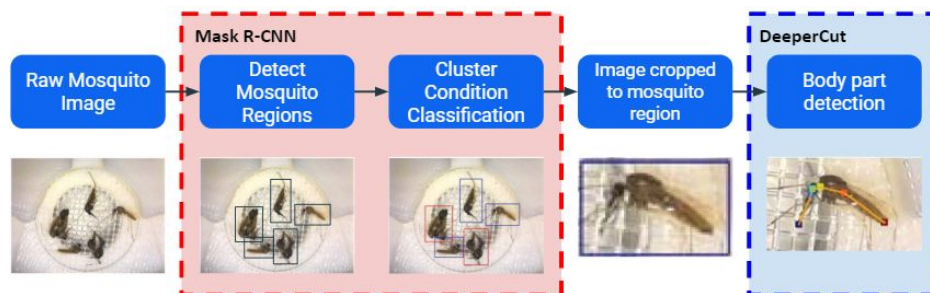 Mask R-CNN
DeeperCut
Raw Mosquito
Image
Detect
Mosquito
Regions
Cluster
Condition
Classification
Image cropped
to mosquito
region
Body part
detection